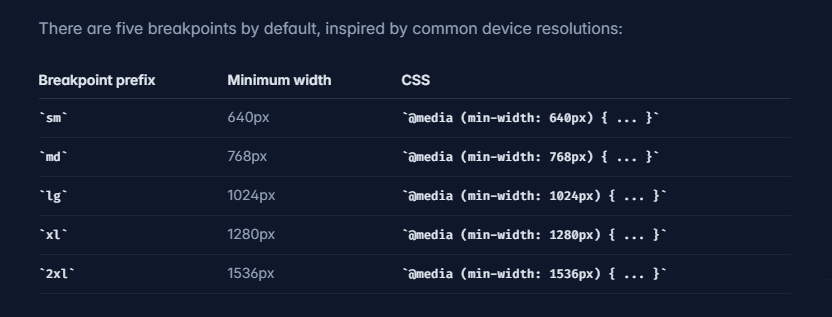 There are five breakpoints by default, inspired by common device resolutions:
Breakpoint prefix Minimum width CSS
`sm` 640px `@media (min-width: 640px) { ... }`
`md` 768px `@media (min-width: 768px) { ... }`
`lg` 1024px `@media (min-width: 1024px) { ... }`
`xl` 1280px `@media (min-width: 1280px) { ... }`
`2xl` 1536px `@media (min-width: 1536px) { ... }`